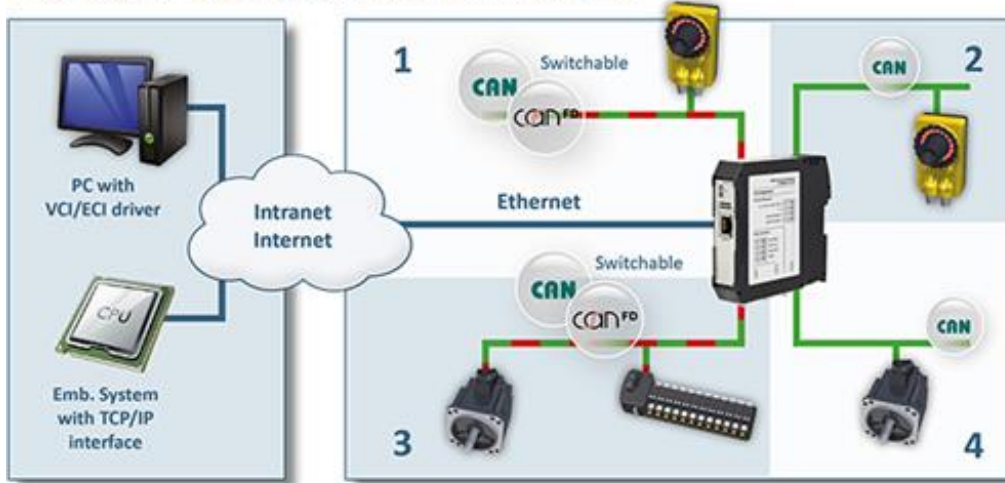 PC with
VCI/ECI driver
CPU
Emb. System
with TCP/IP
interface
Intranet
Internet
Ethernet
1
Switchable
CAN
CAN FD
2
CAN
Switchable
CAN
CAN FD
3
CAN
4